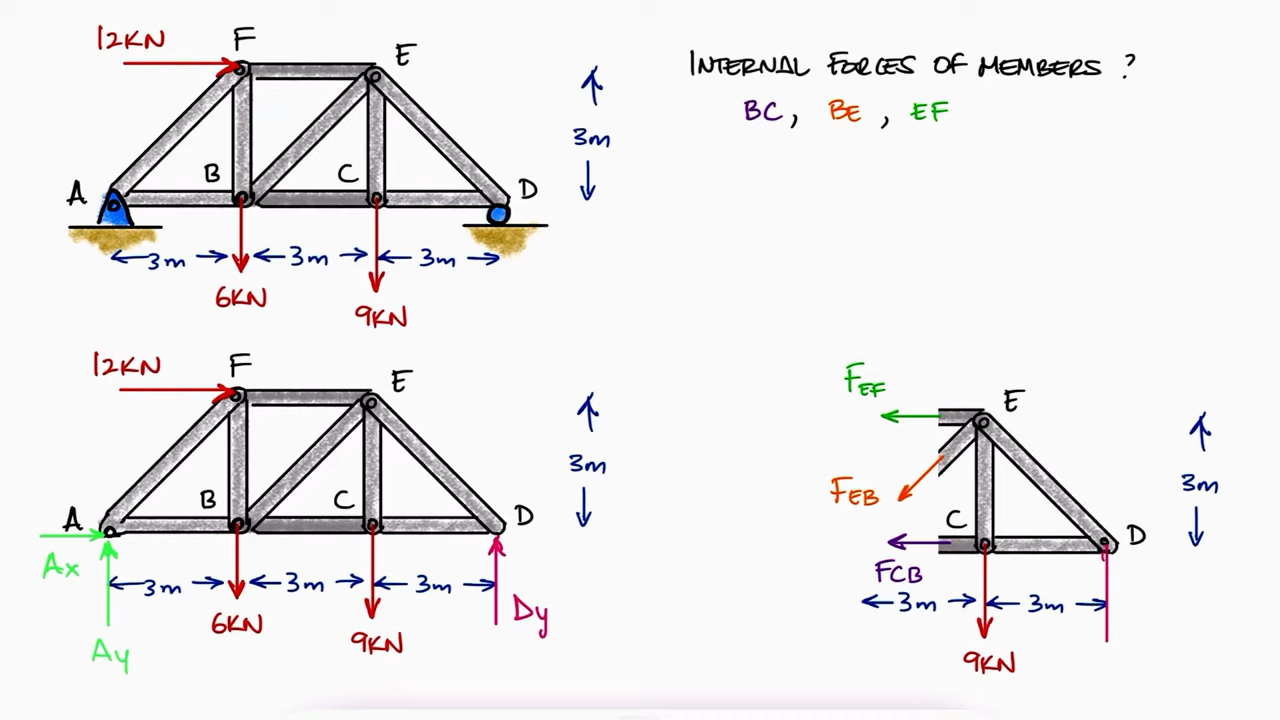 INTERNAL FORCES OF MEMBERS ?
BC, BE, EF
12KN
F
E
3m
A
B
C
D
3m
3m
3m
6KN
9KN
12KN
F
E
3m
A
B
C
D
Ax
3m
3m
3m
Ay
6KN
9KN
Dy
FEF
E
FEB
3m
C
D
FCB
3m
3m
9KN